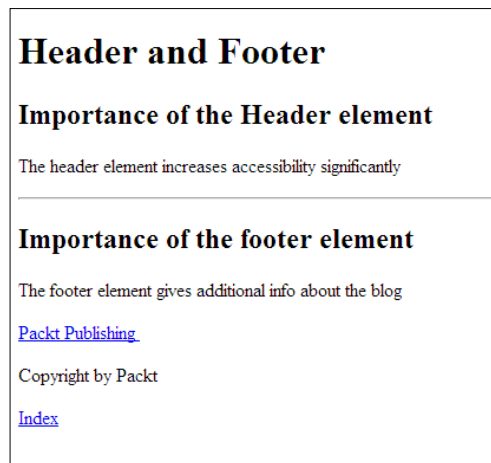 Header and Footer
Importance of the Header element
The header element increases accessibility significantly
Importance of the footer element
The footer element gives additional info about the blog
Packt Publishing
Copyright by Packt
Index